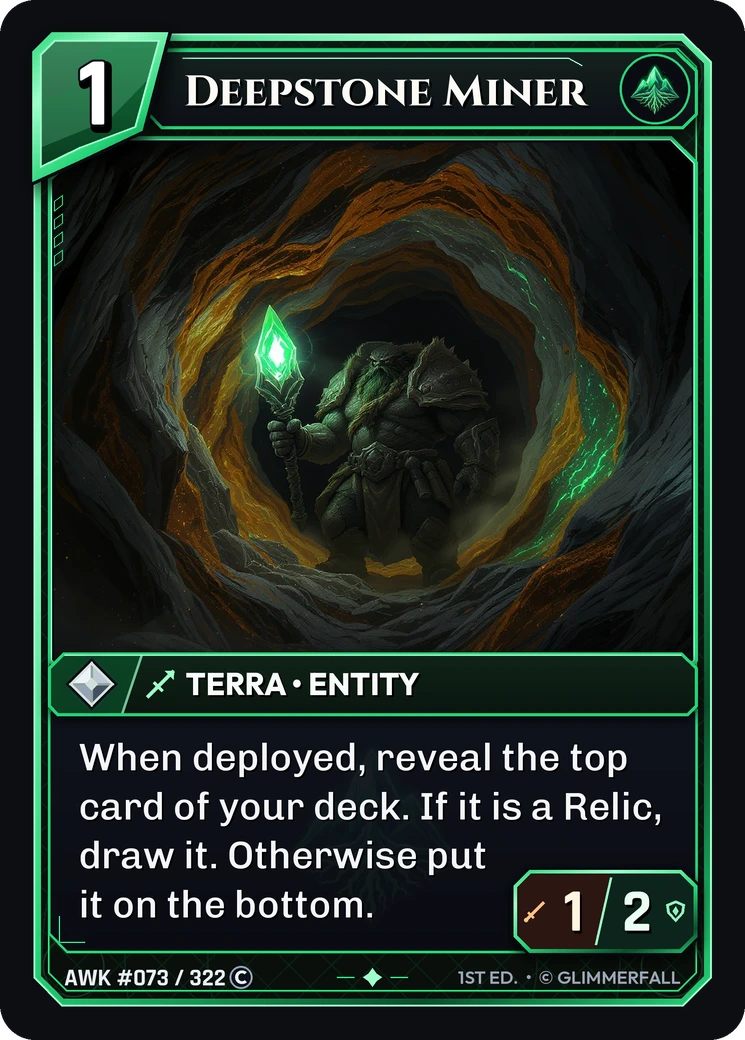 1
DEEPSTONE MINER
TERRA • ENTITY
When deployed, reveal the top
card of your deck. If it is a Relic,
draw it. Otherwise put
it on the bottom.
1 / 2
AWK #073 / 322 Ⓒ
1ST ED. • © GLIMMERFALL